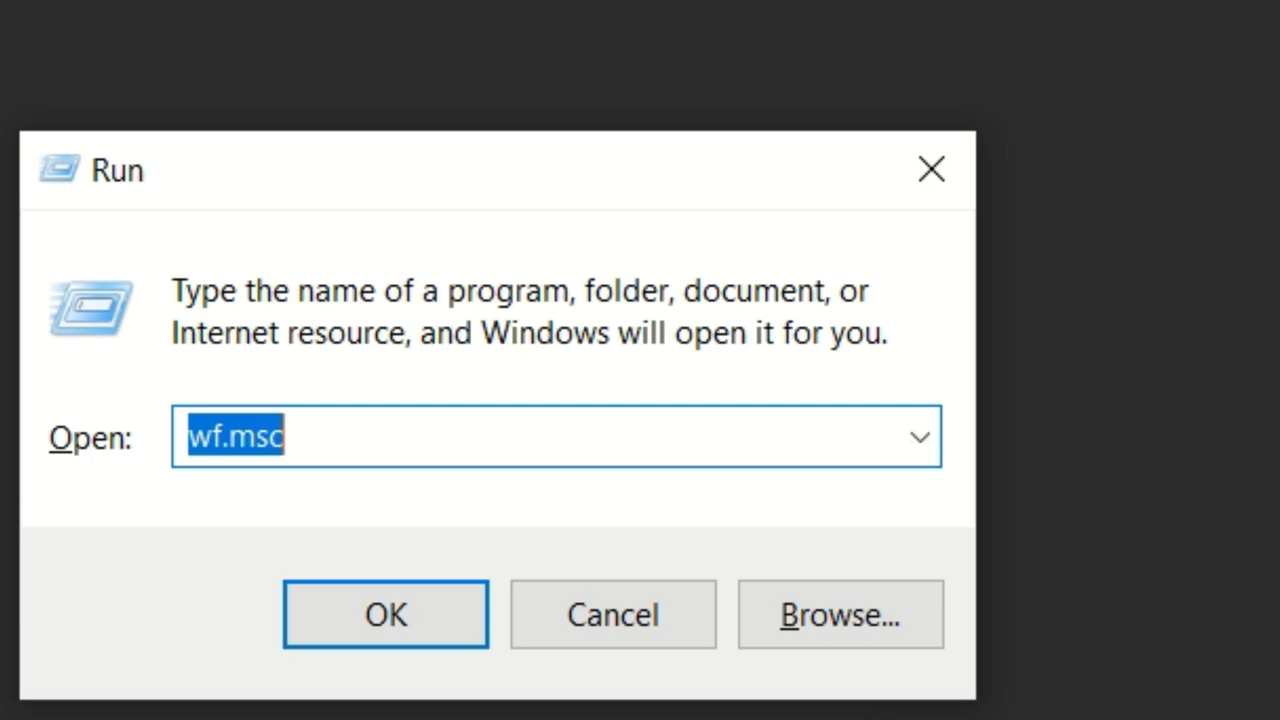 Run
Type the name of a program, folder, document, or
Internet resource, and Windows will open it for you.
Open:
wf.msc
OK
Cancel
Browse...